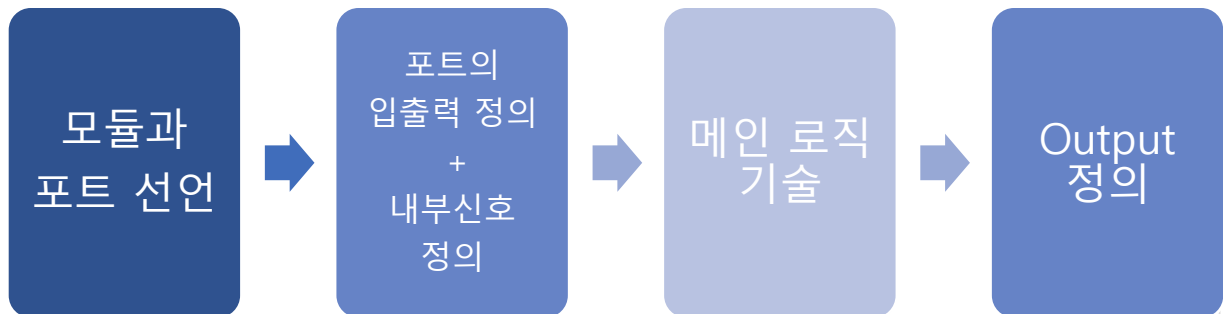 모듈과
포트 선언
포트의
입출력 정의
+
내부신호
정의
메인 로직
기술
Output
정의